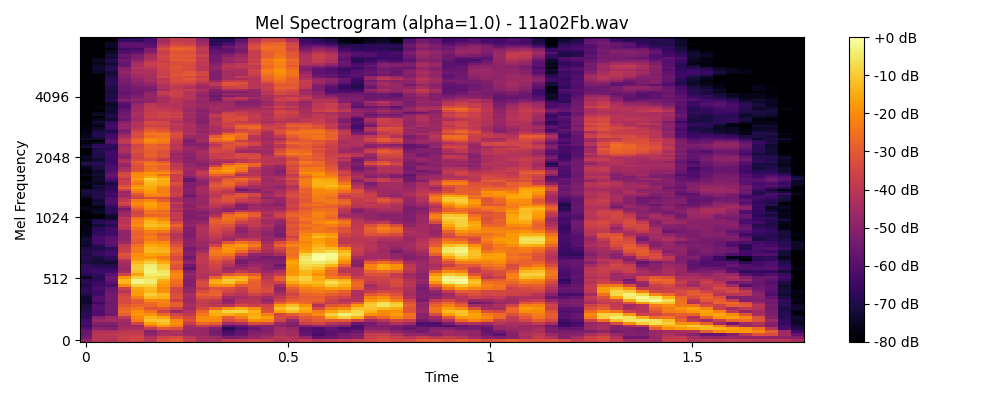 Mel Spectrogram (alpha=1.0) - 11a02Fb.wav
Mel Frequency
4096
2048
1024
512
0
0
0.5
1
1.5
Time
+0 dB
-10 dB
-20 dB
-30 dB
-40 dB
-50 dB
-60 dB
-70 dB
-80 dB